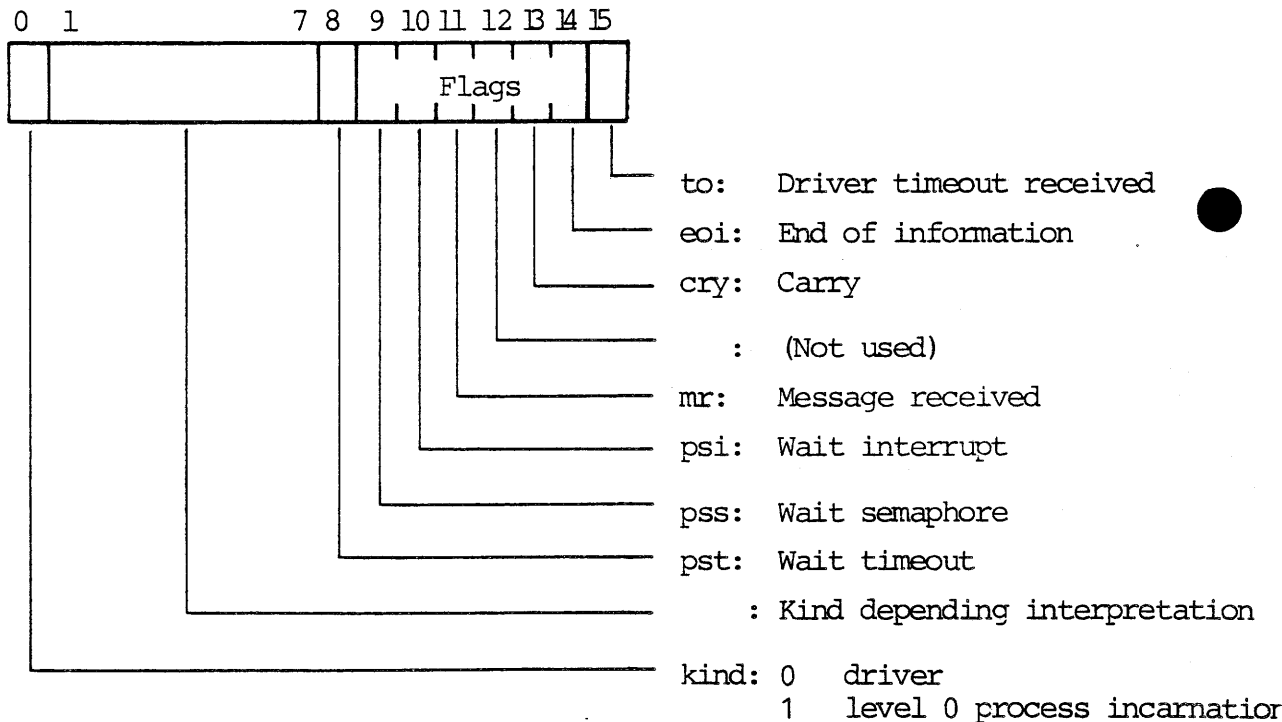 0 1 7 8 9 10 11 12 13 14 15
Flags
to: Driver timeout received
eoi: End of information
cry: Carry
: (Not used)
mr: Message received
psi: Wait interrupt
pss: Wait semaphore
pst: Wait timeout
: Kind depending interpretation
kind: 0 driver
1 level 0 process incarnation